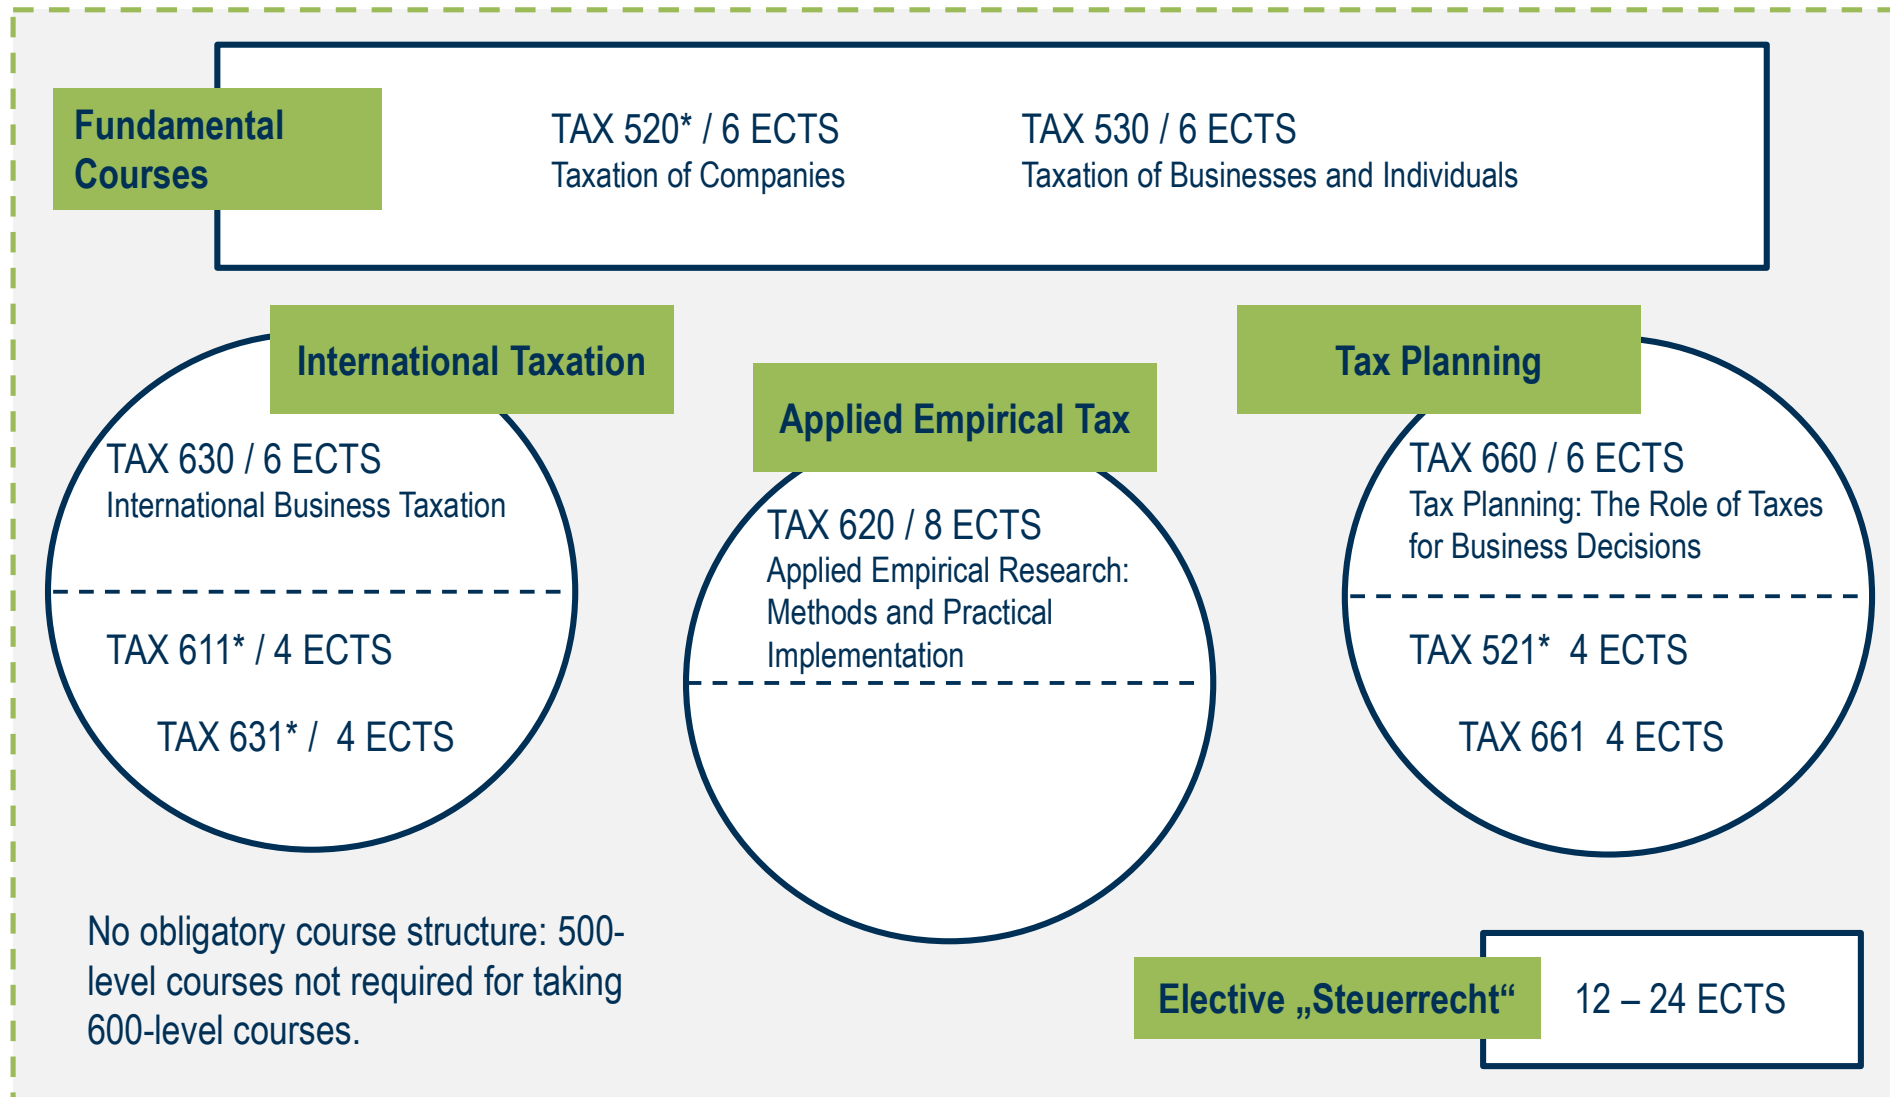 Fundamental
Courses
TAX 520* / 6 ECTS
Taxation of Companies
TAX 530 / 6 ECTS
Taxation of Businesses and Individuals
International Taxation
TAX 630 / 6 ECTS
International Business Taxation
TAX 611* / 4 ECTS
TAX 631* /  4 ECTS
Applied Empirical Tax
TAX 620 / 8 ECTS
Applied Empirical Research:
Methods and Practical
Implementation
Tax Planning
TAX 660 / 6 ECTS
Tax Planning: The Role of Taxes
for Business Decisions
TAX 521*  4 ECTS
TAX 661  4 ECTS
No obligatory course structure: 500-
level courses not required for taking
600-level courses.
Elective „Steuerrecht“
12 – 24 ECTS